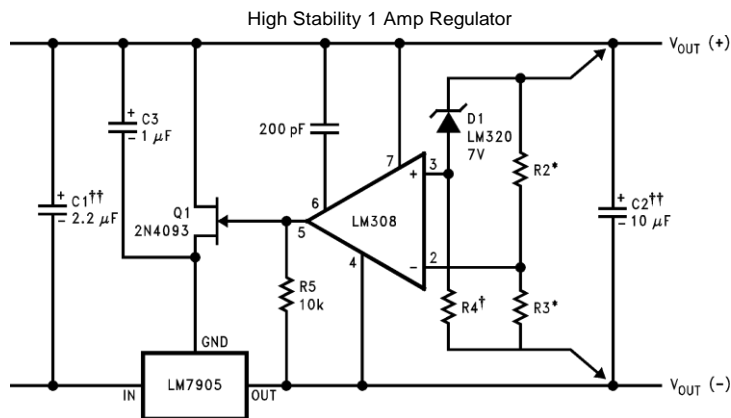 High Stability 1 Amp Regulator
V_OUT (+)
+
C3
- 1 μF
200 pF
D1
LM320
7V
7
3
R2*
+
C1††
- 2.2 μF
Q1
2N4093
6
5
+
LM308
-
4
2
+
C2††
- 10 μF
R5
10k
R4†
R3*
GND
IN
LM7905
OUT
V_OUT (-)